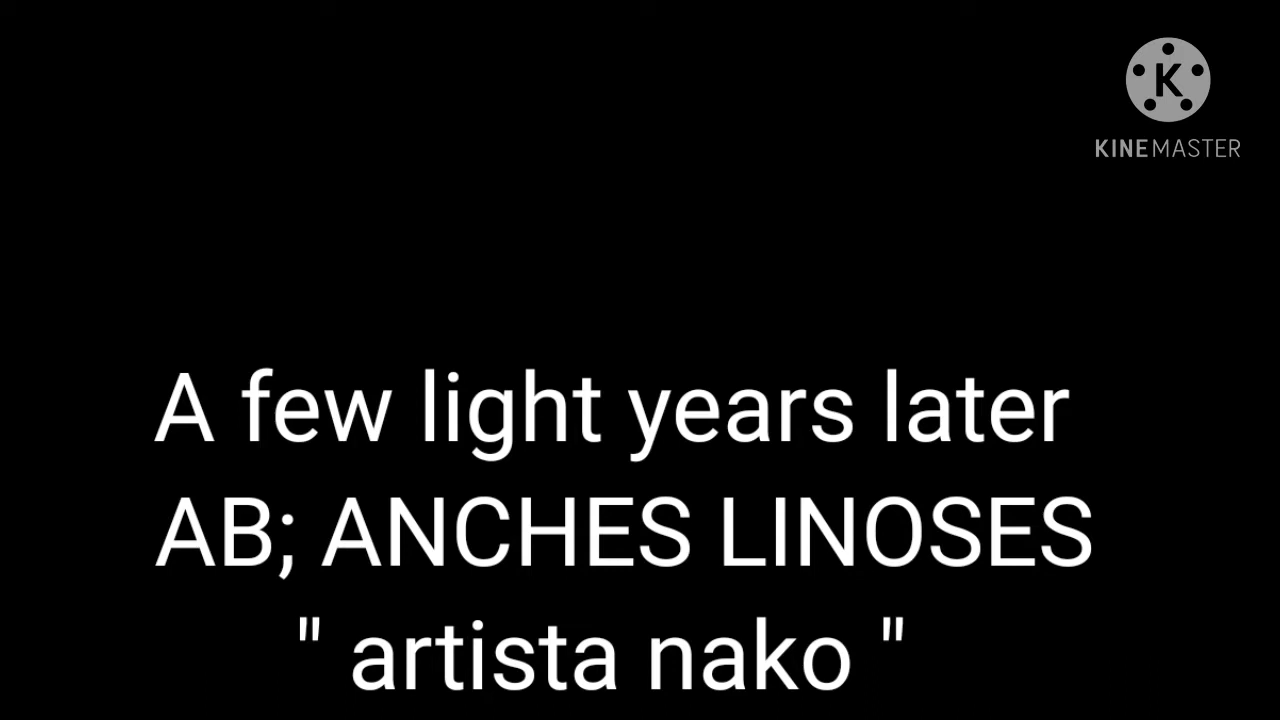 K
KINEMASTER
A few light years later
AB; ANCHES LINOSES
" artista nako "